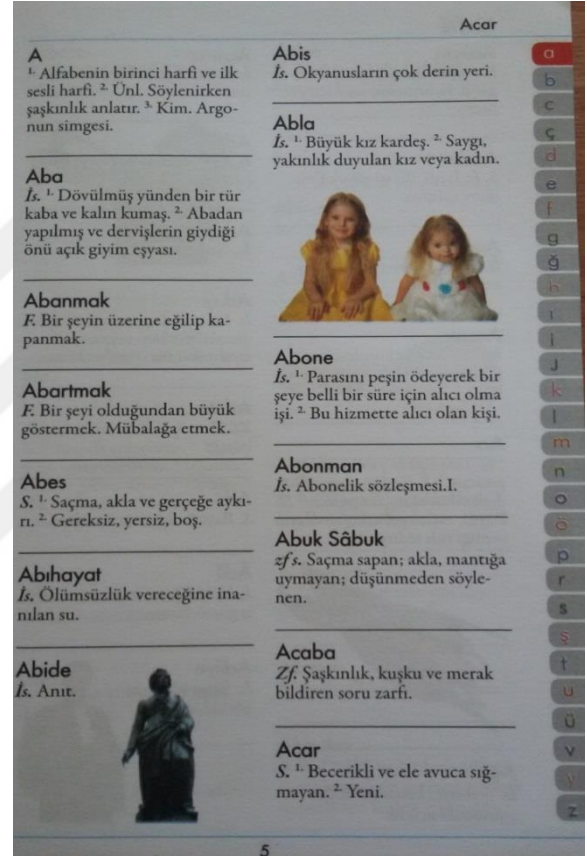 Acar
A
1. Alfabenin birinci harfi ve ilk
sesli harfi. 2. Ünl. Söylenirken
şaşkınlık anlatır. 3. Kim. Argo-
nun simgesi.
Aba
İs. 1. Dövülmüş yünden bir tür
kaba ve kalın kumaş. 2. Abadan
yapılmış ve dervişlerin giydiği
önü açık giyim eşyası.
Abanmak
F. Bir şeyin üzerine eğilip ka-
panmak.
Abartmak
F. Bir şeyi olduğundan büyük
göstermek. Mübalağa etmek.
Abes
S. 1. Saçma, akla ve gerçeğe aykı-
rı. 2. Gereksiz, yersiz, boş.
Abıhayat
İs. Ölümsüzlük vereceğine ina-
nılan su.
Abide
İs. Anıt.
Abis
İs. Okyanusların çok derin yeri.
Abla
İs. 1. Büyük kız kardeş. 2. Saygı,
yakınlık duyulan kız veya kadın.
Abone
İs. 1. Parasını peşin ödeyerek bir
şeye belli bir süre için alıcı olma
işi. 2. Bu hizmette alıcı olan kişi.
Abonman
İs. Abonelik sözleşmesi.I.
Abuk Sâbuk
zf s. Saçma sapan; akla, mantığa
uymayan; düşünmeden söyle-
nen.
Acaba
Zf. Şaşkınlık, kuşku ve merak
bildiren soru zarfı.
Acar
S. 1. Becerikli ve ele avuca sığ-
mayan. 2. Yeni.
a
b
c
ç
d
e
f
g
ğ
h
ı
i
J
k
l
m
n
o
ö
p
r
s
ş
t
u
ü
v
y
z
5